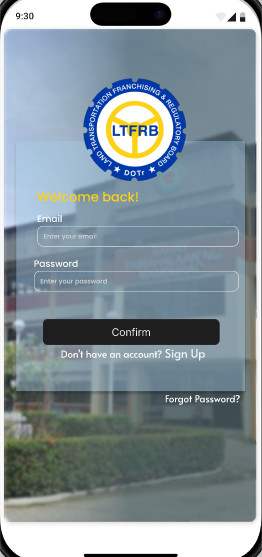 9:30
LAND TRANSPORTATION FRANCHISING & REGULATORY BOARD
LTFRB
★ DOTr ★
Welcome back!
Email
Enter your email
Password
Enter your password
Confirm
Don't have an account? Sign Up
Forgot Password?